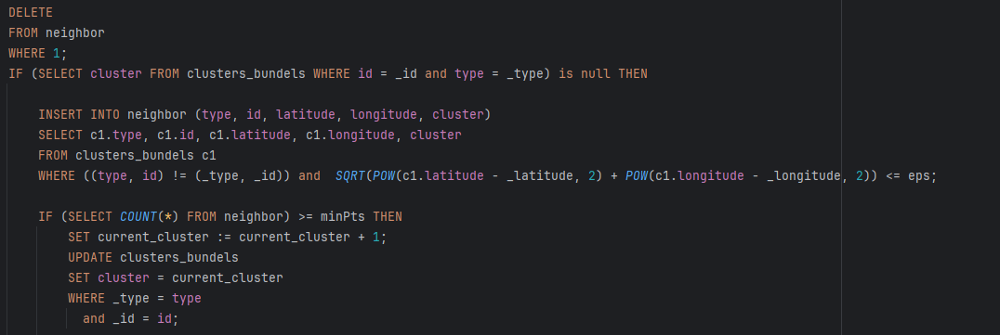 DELETE
FROM neighbor
WHERE 1;
IF (SELECT cluster FROM clusters_bundels WHERE id = _id and type = _type) is null THEN
INSERT INTO neighbor (type, id, latitude, longitude, cluster)
SELECT c1.type, c1.id, c1.latitude, c1.longitude, cluster
FROM clusters_bundels c1
WHERE ((type, id) != (_type, _id)) and  SQRT(POW(c1.latitude - _latitude, 2) + POW(c1.longitude - _longitude, 2)) <= eps;
IF (SELECT COUNT(*) FROM neighbor) >= minPts THEN
SET current_cluster := current_cluster + 1;
UPDATE clusters_bundels
SET cluster = current_cluster
WHERE _type = type
and _id = id;